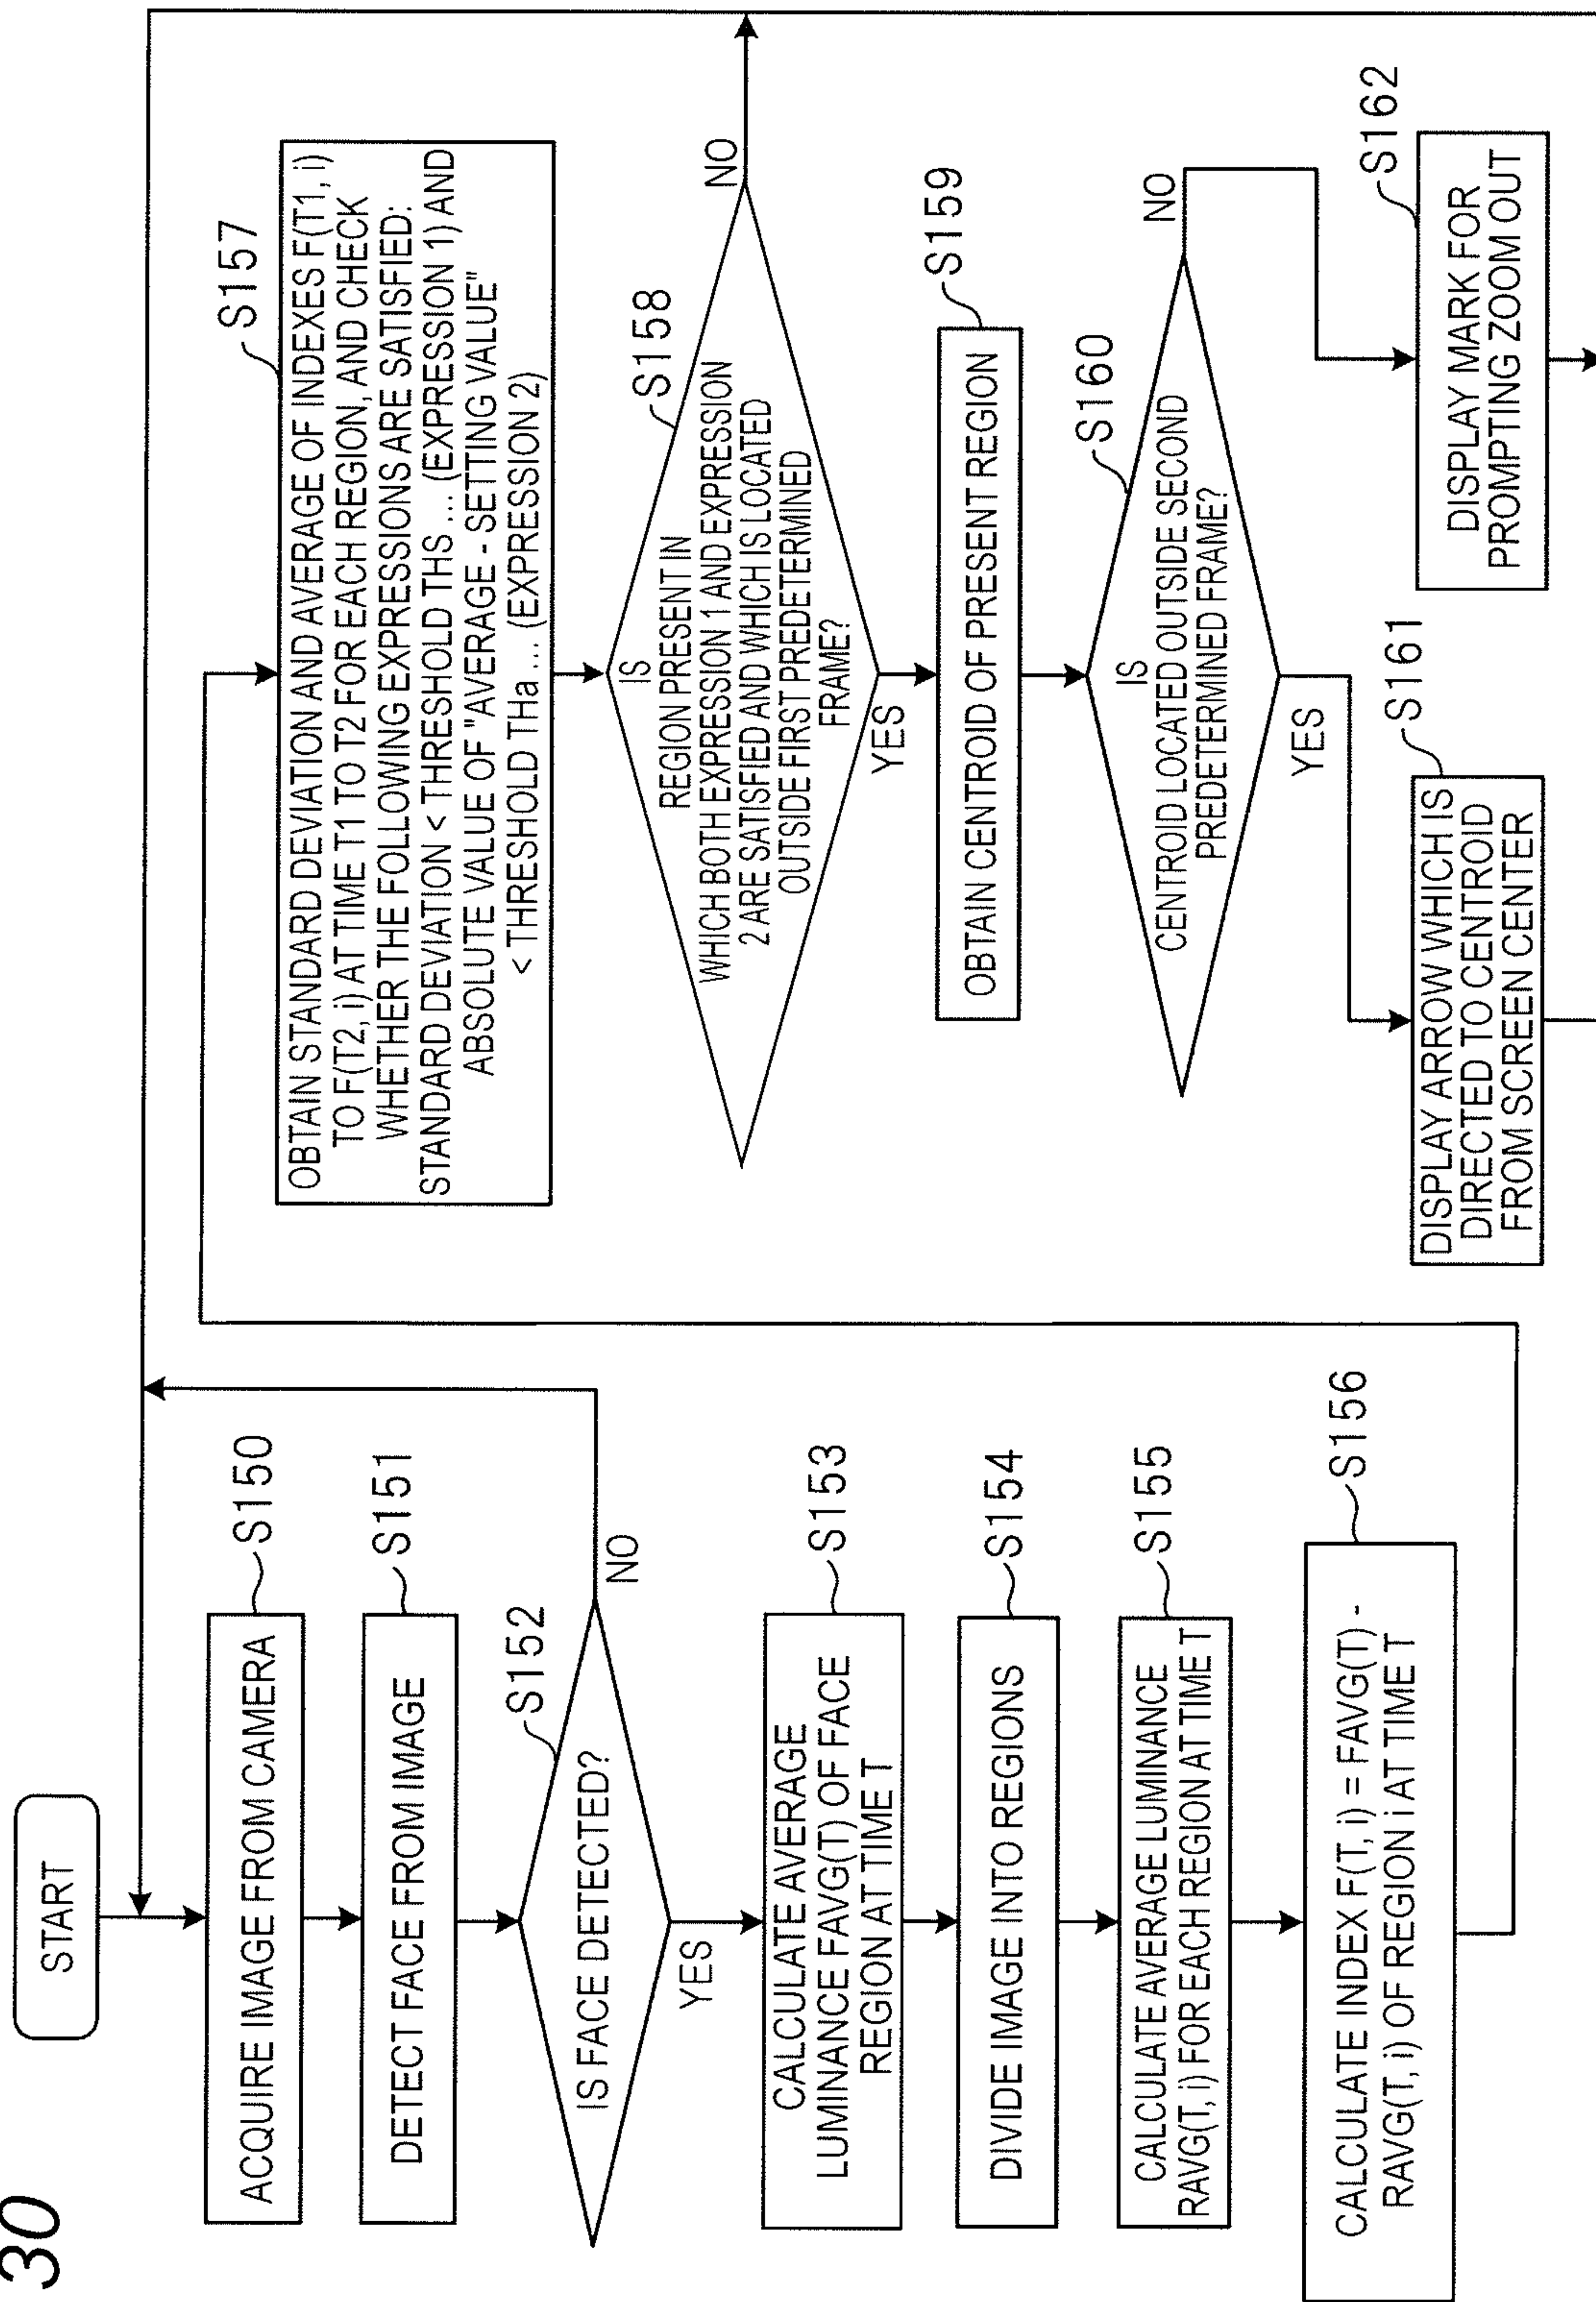 30
START
ACQUIRE IMAGE FROM CAMERA
S150
DETECT FACE FROM IMAGE
S151
IS FACE DETECTED?
S152
NO
YES
CALCULATE AVERAGE
LUMINANCE FAVG(T) OF FACE
REGION AT TIME T
S153
DIVIDE IMAGE INTO REGIONS
S154
CALCULATE AVERAGE LUMINANCE
RAVG(T, i) FOR EACH REGION AT TIME T
S155
CALCULATE INDEX F(T, i) = FAVG(T) -
RAVG(T, i) OF REGION i AT TIME T
S156
S157
OBTAIN STANDARD DEVIATION AND AVERAGE OF INDEXES F(T1, i)
TO F(T2, i) AT TIME T1 TO T2 FOR EACH REGION, AND CHECK
WHETHER THE FOLLOWING EXPRESSIONS ARE SATISFIED:
STANDARD DEVIATION < THRESHOLD THS ... (EXPRESSION 1) AND
ABSOLUTE VALUE OF "AVERAGE - SETTING VALUE"
< THRESHOLD THa ... (EXPRESSION 2)
S158
IS
REGION PRESENT IN
WHICH BOTH EXPRESSION 1 AND EXPRESSION
2 ARE SATISFIED AND WHICH IS LOCATED
OUTSIDE FIRST PREDETERMINED
FRAME?
NO
YES
S159
OBTAIN CENTROID OF PRESENT REGION
S160
IS
CENTROID LOCATED OUTSIDE SECOND
PREDETERMINED FRAME?
NO
YES
S161
DISPLAY ARROW WHICH IS
DIRECTED TO CENTROID
FROM SCREEN CENTER
S162
DISPLAY MARK FOR
PROMPTING ZOOM OUT